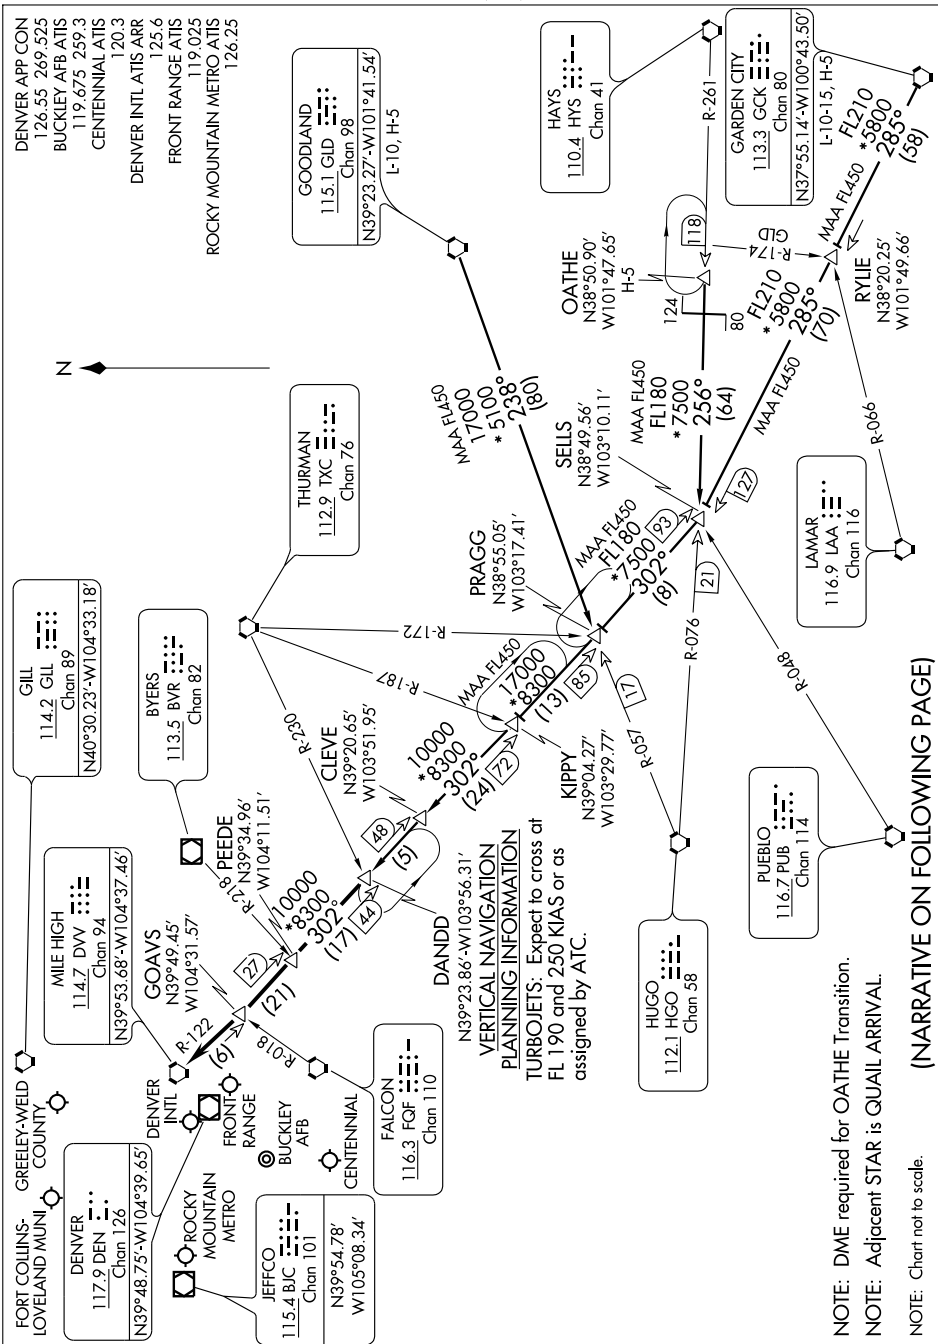 DENVER APP CON
126.55 269.525
BUCKLEY AFB ATIS
119.675 259.3
CENTENNIAL ATIS
120.3
DENVER INTL ATIS ARR
125.6
FRONT RANGE ATIS
119.025
ROCKY MOUNTAIN METRO ATIS
126.25
N
GOODLAND
115.1 GLD
Chan 98
N39°23.27'-W101°41.54'
L-10, H-5
HAYS
110.4 HYS
Chan 41
R-261
GARDEN CITY
113.3 GCK
Chan 80
N37°55.14'-W100°43.50'
L-10-15, H-5
FL210
*5800
285°
(58)
MAA FL450
RYLIE
N38°20.25'
W101°49.66'
R-174
GLD
118
OATHE
N38°50.90'
W101°47.65'
H-5
124
80
FL210
*5800
285°
(70)
MAA FL450
R-066
LAMAR
116.9 LAA
Chan 116
MAA FL450
FL180
*7500
256°
(64)
SELLS
N38°49.56'
W103°10.11'
127
93
21
MAA FL450
17000
*5100
238°
(80)
THURMAN
112.9 TXC
Chan 76
PRAGG
N38°55.05'
W103°17.41'
MAA FL450
FL180
*7500
302°
(8)
R-172
R-187
R-230
85
17
R-057
R-076
R-048
MAA FL450
17000
*8300
(13)
KIPPY
N39°04.27'
W103°29.77'
72
10000
*8300
302°
(24)
CLEVE
N39°20.65'
W103°51.95'
48
(5)
44
DANDD
N39°23.86'-W103°56.31'
10000
*8300
302°
(17)
PEEDE
N39°34.96'
W104°11.51'
R-218
27
(21)
BYERS
113.5 BVR
Chan 82
GILL
114.2 GLL
Chan 89
N40°30.23'-W104°33.18'
MILE HIGH
114.7 DVV
Chan 94
N39°53.68'-W104°37.46'
GOAVS
N39°49.45'
W104°31.57'
R-122
(6)
R-018
FALCON
116.3 FQF
Chan 110
FORT COLLINS-
LOVELAND MUNI
GREELEY-WELD
COUNTY
DENVER
INTL
FRONT
RANGE
BUCKLEY
AFB
CENTENNIAL
ROCKY
MOUNTAIN
METRO
DENVER
117.9 DEN
Chan 126
N39°48.75'-W104°39.65'
JEFFCO
115.4 BJC
Chan 101
N39°54.78'
W105°08.34'
VERTICAL NAVIGATION
PLANNING INFORMATION
TURBOJETS: Expect to cross at
FL 190 and 250 KIAS or as
assigned by ATC.
HUGO
112.1 HGO
Chan 58
PUEBLO
116.7 PUB
Chan 114
NOTE: DME required for OATHE Transition.
NOTE: Adjacent STAR is QUAIL ARRIVAL.
NOTE: Chart not to scale.
(NARRATIVE ON FOLLOWING PAGE)